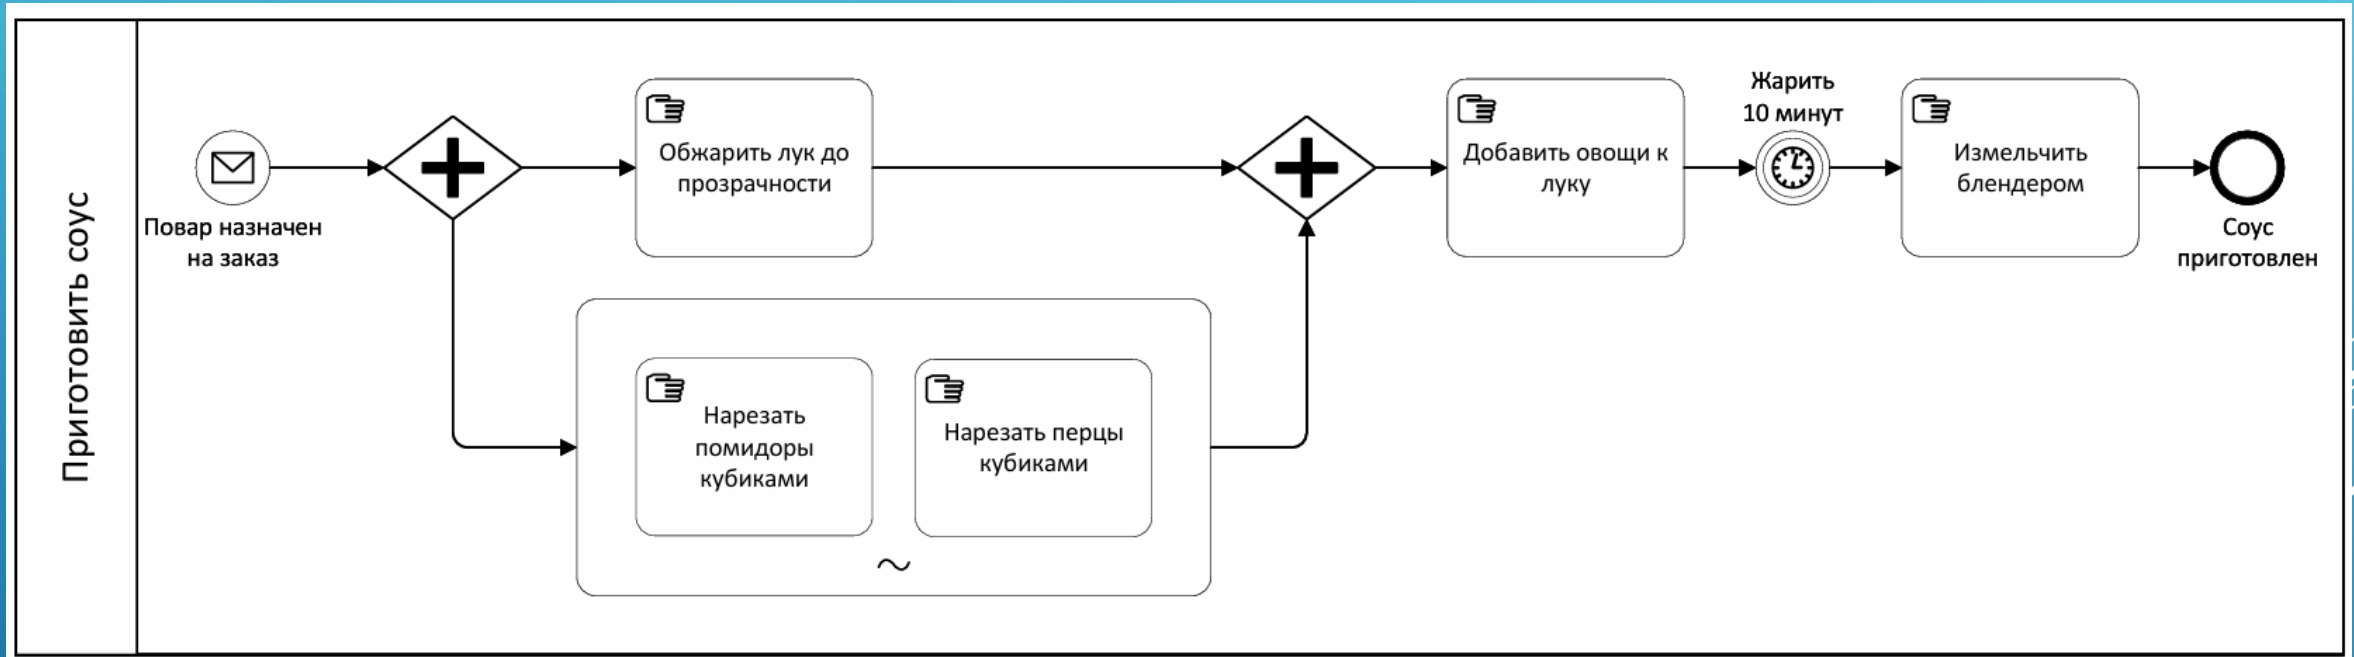 Приготовить соус
Повар назначен
на заказ
Обжарить лук до
прозрачности
Нарезать
помидоры
кубиками
Нарезать перцы
кубиками
Добавить овощи к
луку
Жарить
10 минут
Измельчить
блендером
Соус
приготовлен